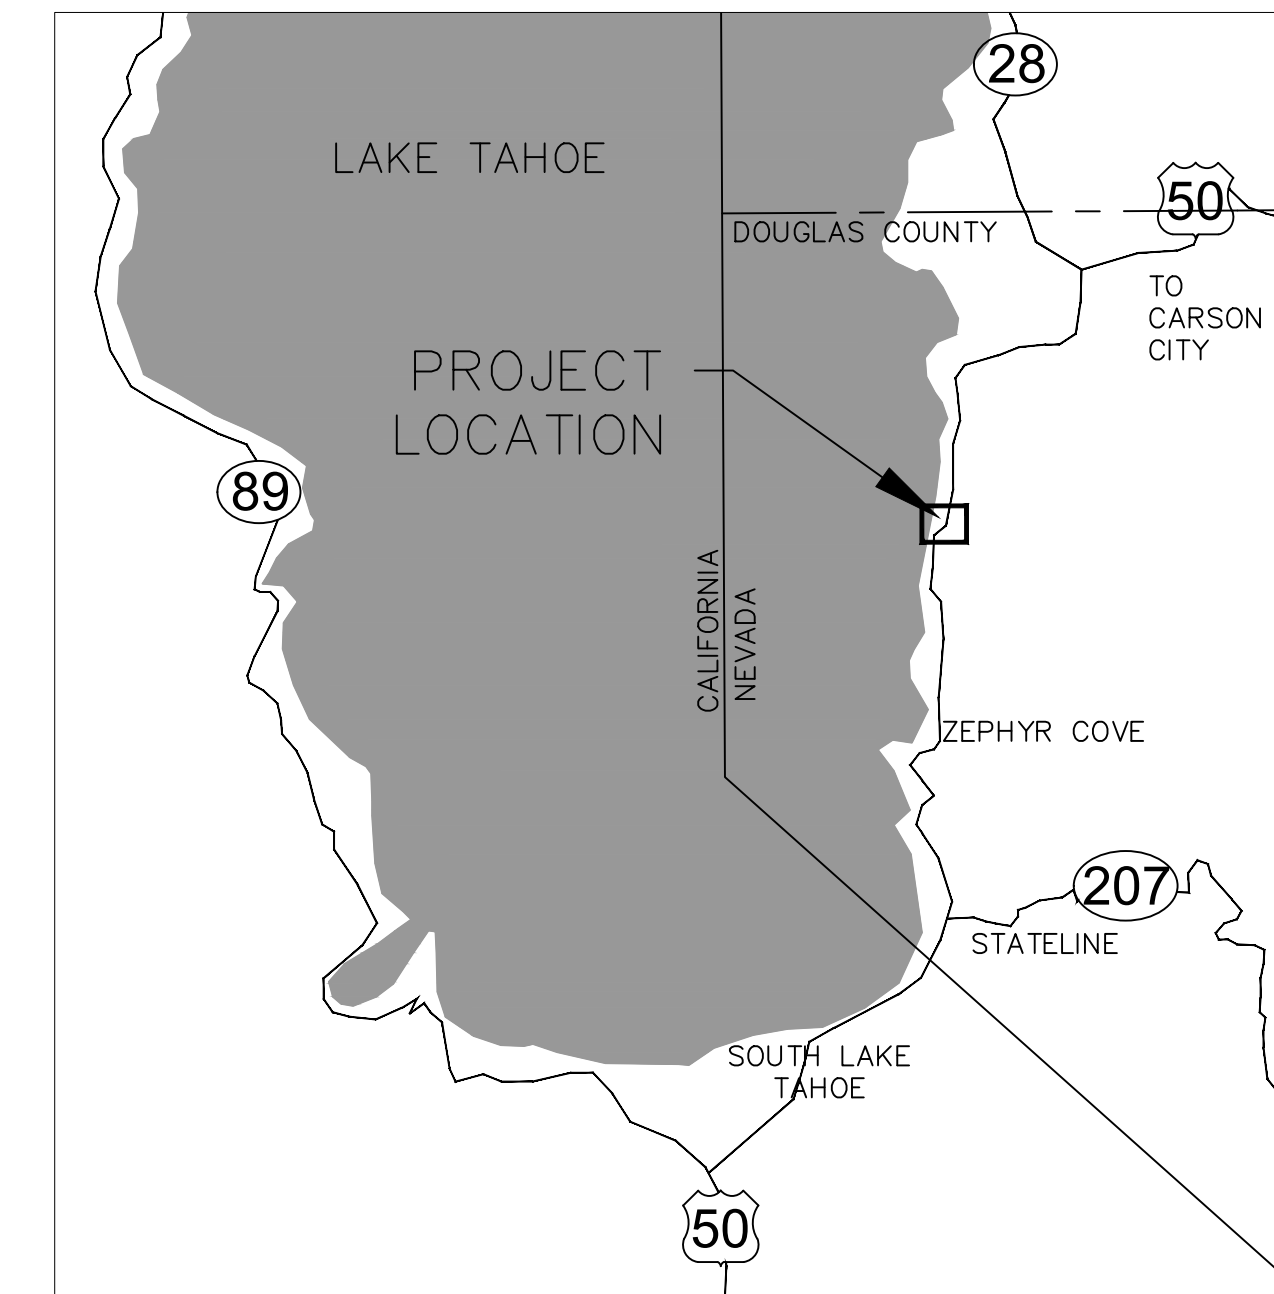 28
LAKE TAHOE
50
DOUGLAS COUNTY
TO
CARSON
CITY
PROJECT
LOCATION
89
CALIFORNIA
NEVADA
ZEPHYR COVE
207
STATELINE
SOUTH LAKE
TAHOE
50